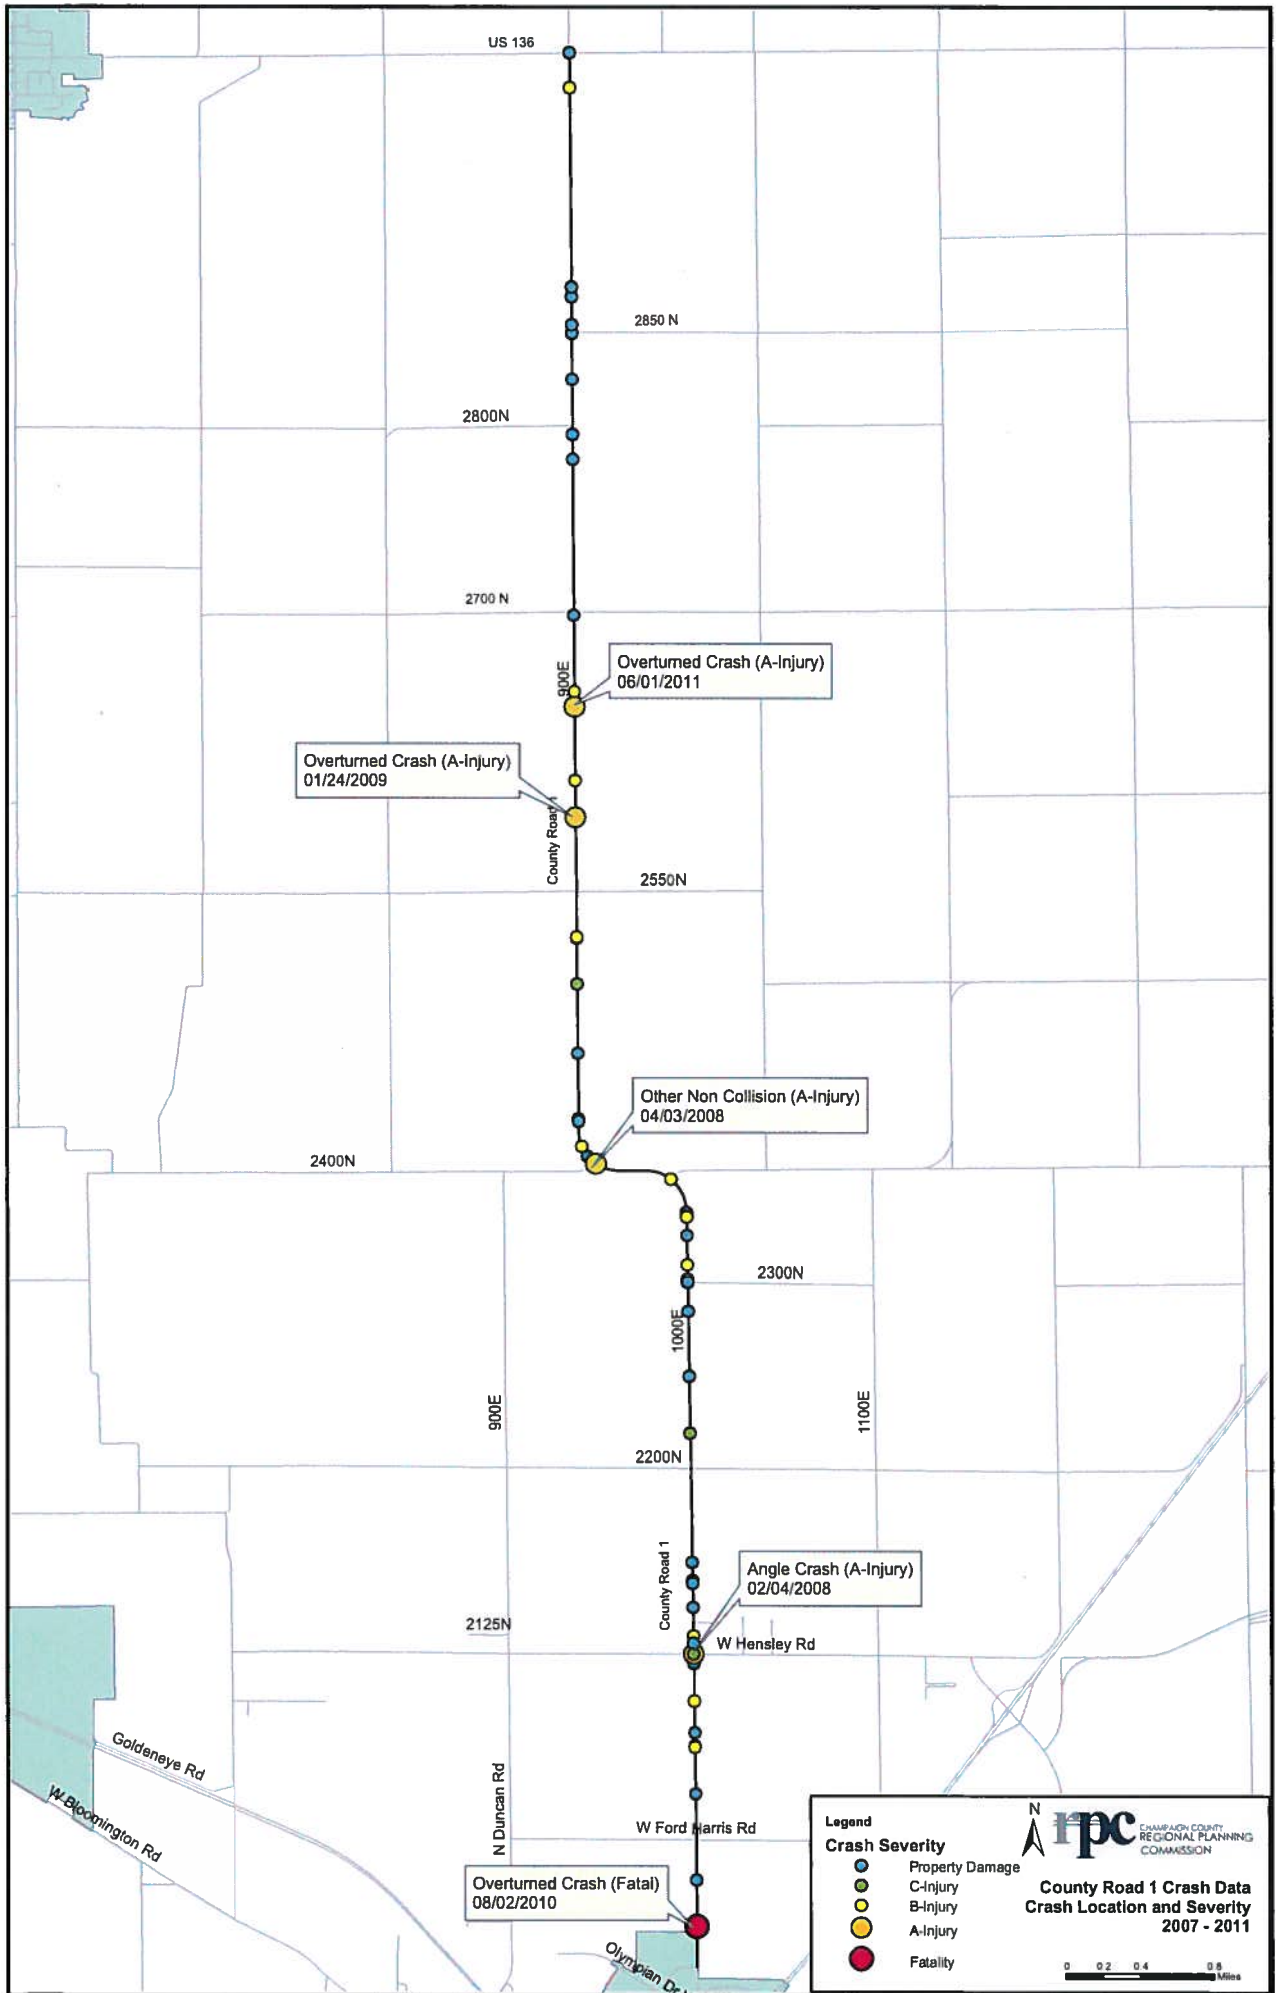 US 136
2850 N
2800N
2700 N
900E
Overturned Crash (A-Injury)
06/01/2011
Overturned Crash (A-Injury)
01/24/2009
County Road 1
2550N
Other Non Collision (A-Injury)
04/03/2008
2400N
2300N
1000E
900E
1100E
2200N
County Road 1
Angle Crash (A-Injury)
02/04/2008
2125N
W Hensley Rd
Goldeneye Rd
W Bloomington Rd
N Duncan Rd
W Ford Harris Rd
Overturned Crash (Fatal)
08/02/2010
Olympian Dr
Legend
Crash Severity
Property Damage
C-Injury
B-Injury
A-Injury
Fatality
N
rpc
CHAMPAIGN COUNTY
REGIONAL PLANNING
COMMISSION
County Road 1 Crash Data
Crash Location and Severity
2007 - 2011
0 0.2 0.4 0.8
Miles